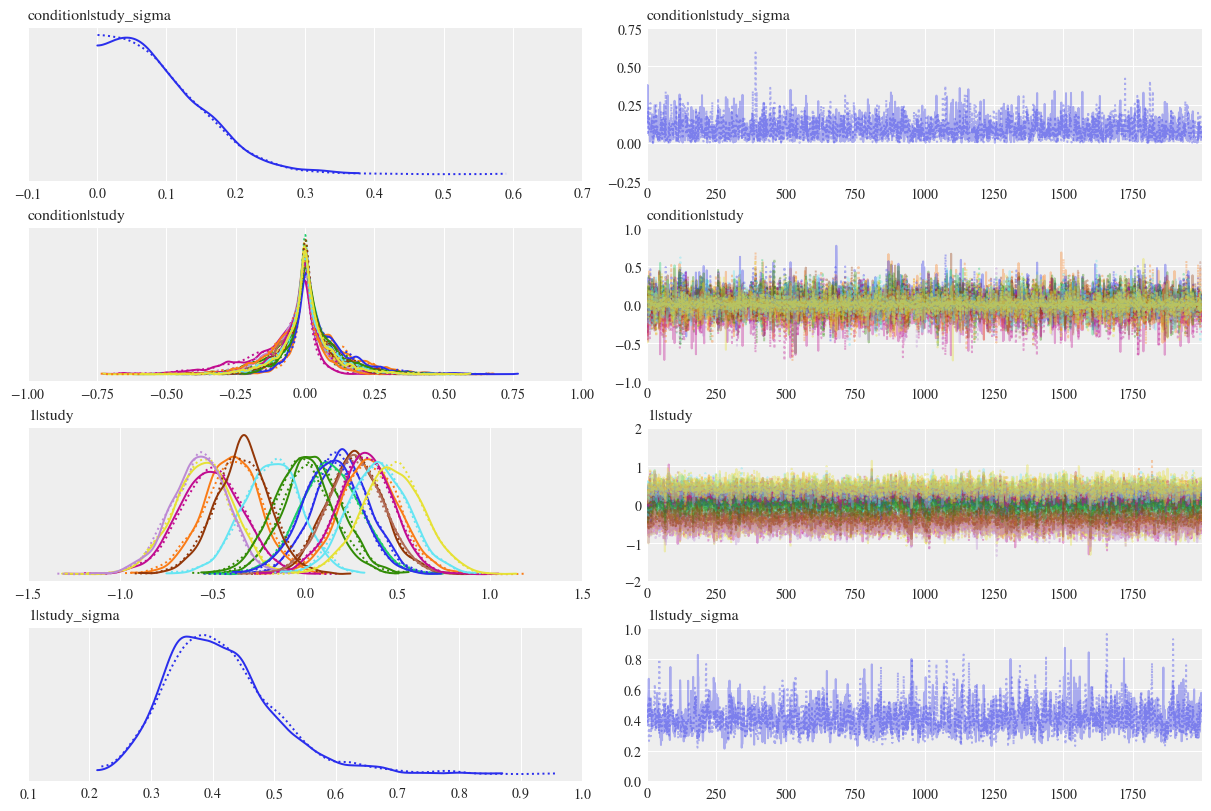 condition|study_sigma
−0.1 0.0 0.1 0.2 0.3 0.4 0.5 0.6 0.7
condition|study_sigma
0.75
0.50
0.25
0.00
−0.25
0 250 500 750 1000 1250 1500 1750
condition|study
−1.00 −0.75 −0.50 −0.25 0.00 0.25 0.50 0.75 1.00
condition|study
1.0
0.5
0.0
−0.5
−1.0
0 250 500 750 1000 1250 1500 1750
1|study
−1.5 −1.0 −0.5 0.0 0.5 1.0 1.5
1|study
2
1
0
−1
−2
0 250 500 750 1000 1250 1500 1750
1|study_sigma
0.1 0.2 0.3 0.4 0.5 0.6 0.7 0.8 0.9 1.0
1|study_sigma
1.0
0.8
0.6
0.4
0.2
0.0
0 250 500 750 1000 1250 1500 1750